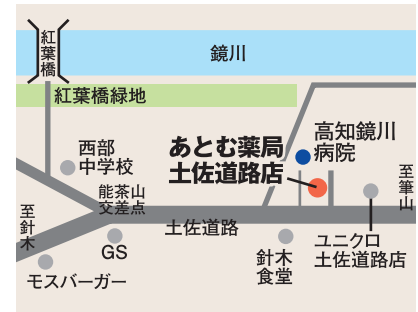 紅葉橋
鏡川
紅葉橋緑地
高知鏡川
病院
あとむ薬局
土佐道路店
西部
中学校
至筆山
能茶山
交差点
至針木
土佐道路
GS
針木
食堂
ユニクロ
土佐道路店
モスバーガー